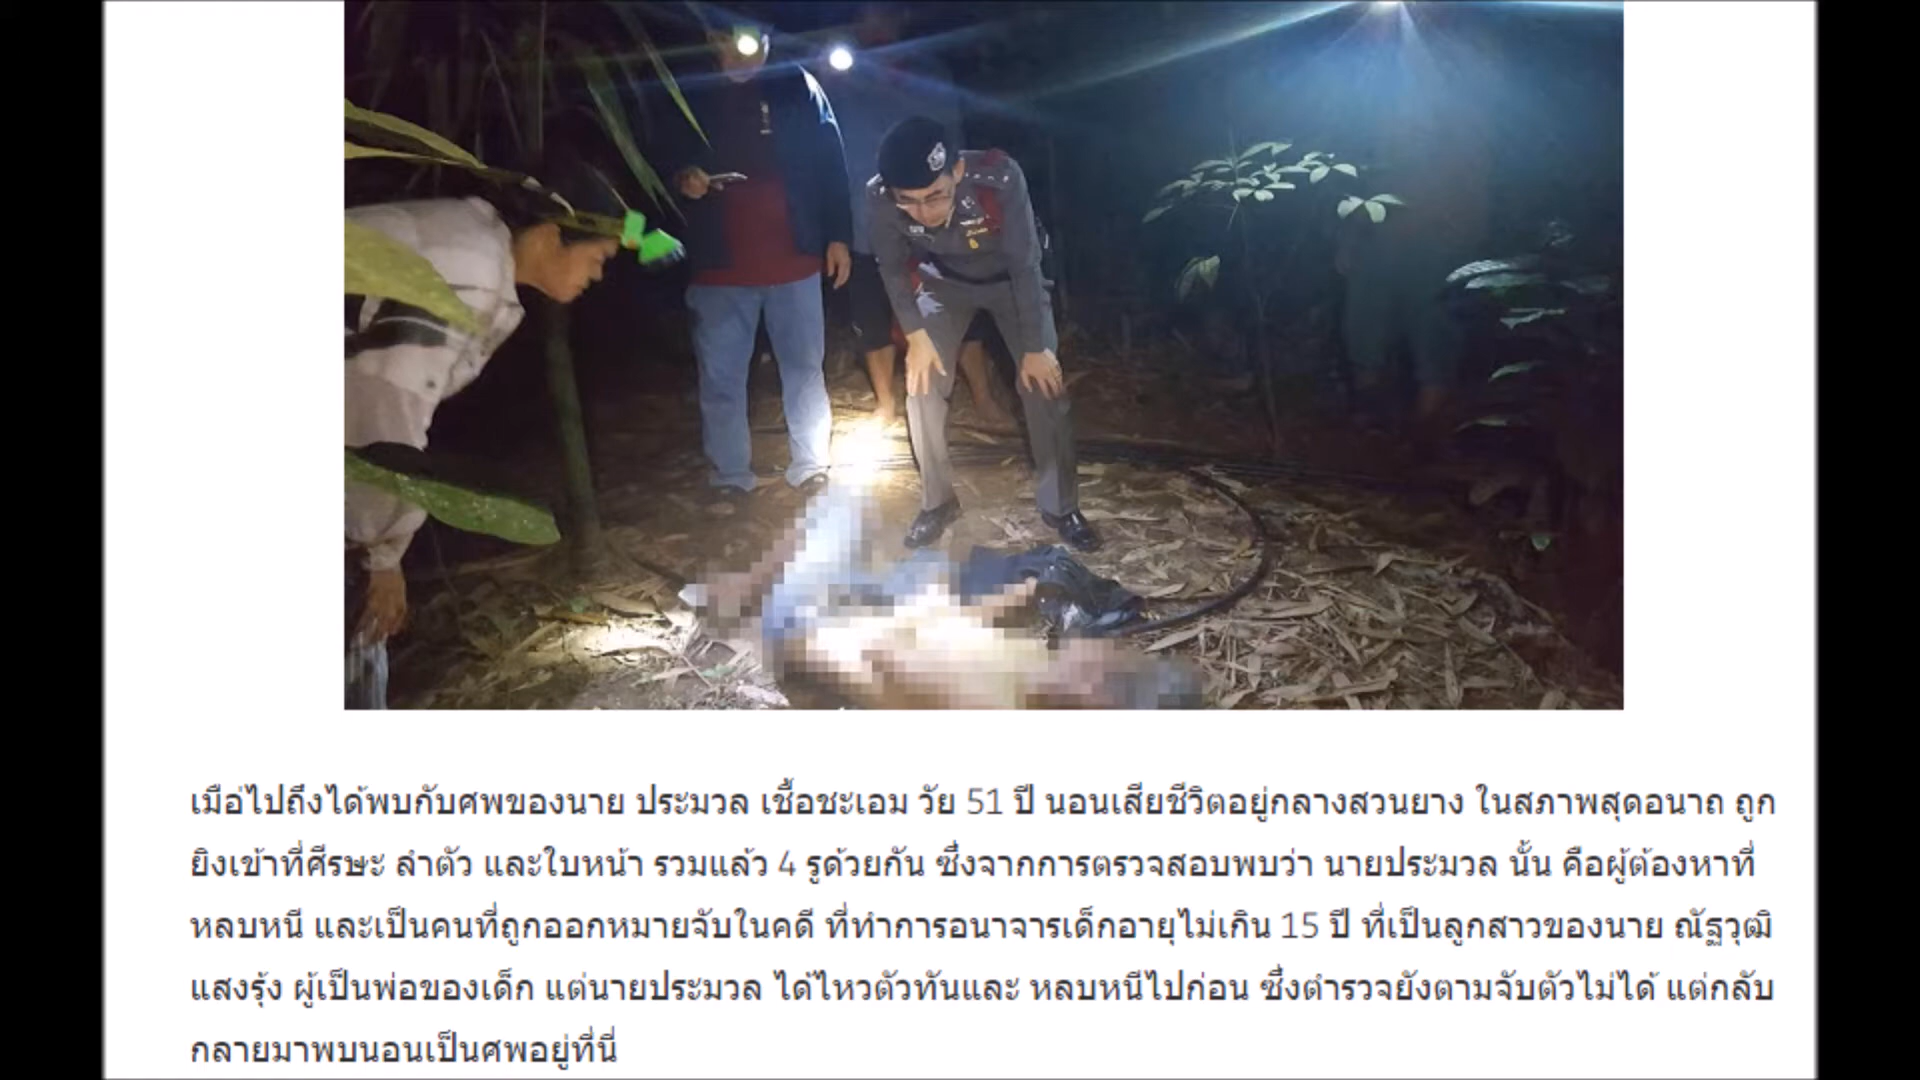 เมื่อไปถึงได้พบกับศพของนาย ประมวล เชื้อชะเอม วัย 51 ปี นอนเสียชีวิตอยู่กลางสวนยาง ในสภาพสุดอนาถ ถูก
ยิงเข้าที่ศีรษะ ลำตัว และใบหน้า รวมแล้ว 4 รูด้วยกัน ซึ่งจากการตรวจสอบพบว่า นายประมวล นั้น คือผู้ต้องหาที่
หลบหนี และเป็นคนที่ถูกออกหมายจับในคดี ที่ทำการอนาจารเด็กอายุไม่เกิน 15 ปี ที่เป็นลูกสาวของนาย ณัฐวุฒิ
แสงรุ้ง ผู้เป็นพ่อของเด็ก แต่นายประมวล ได้ไหวตัวทันและ หลบหนีไปก่อน ซึ่งตำรวจยังตามจับตัวไม่ได้ แต่กลับ
กลายมาพบนอนเป็นศพอยู่ที่นี่